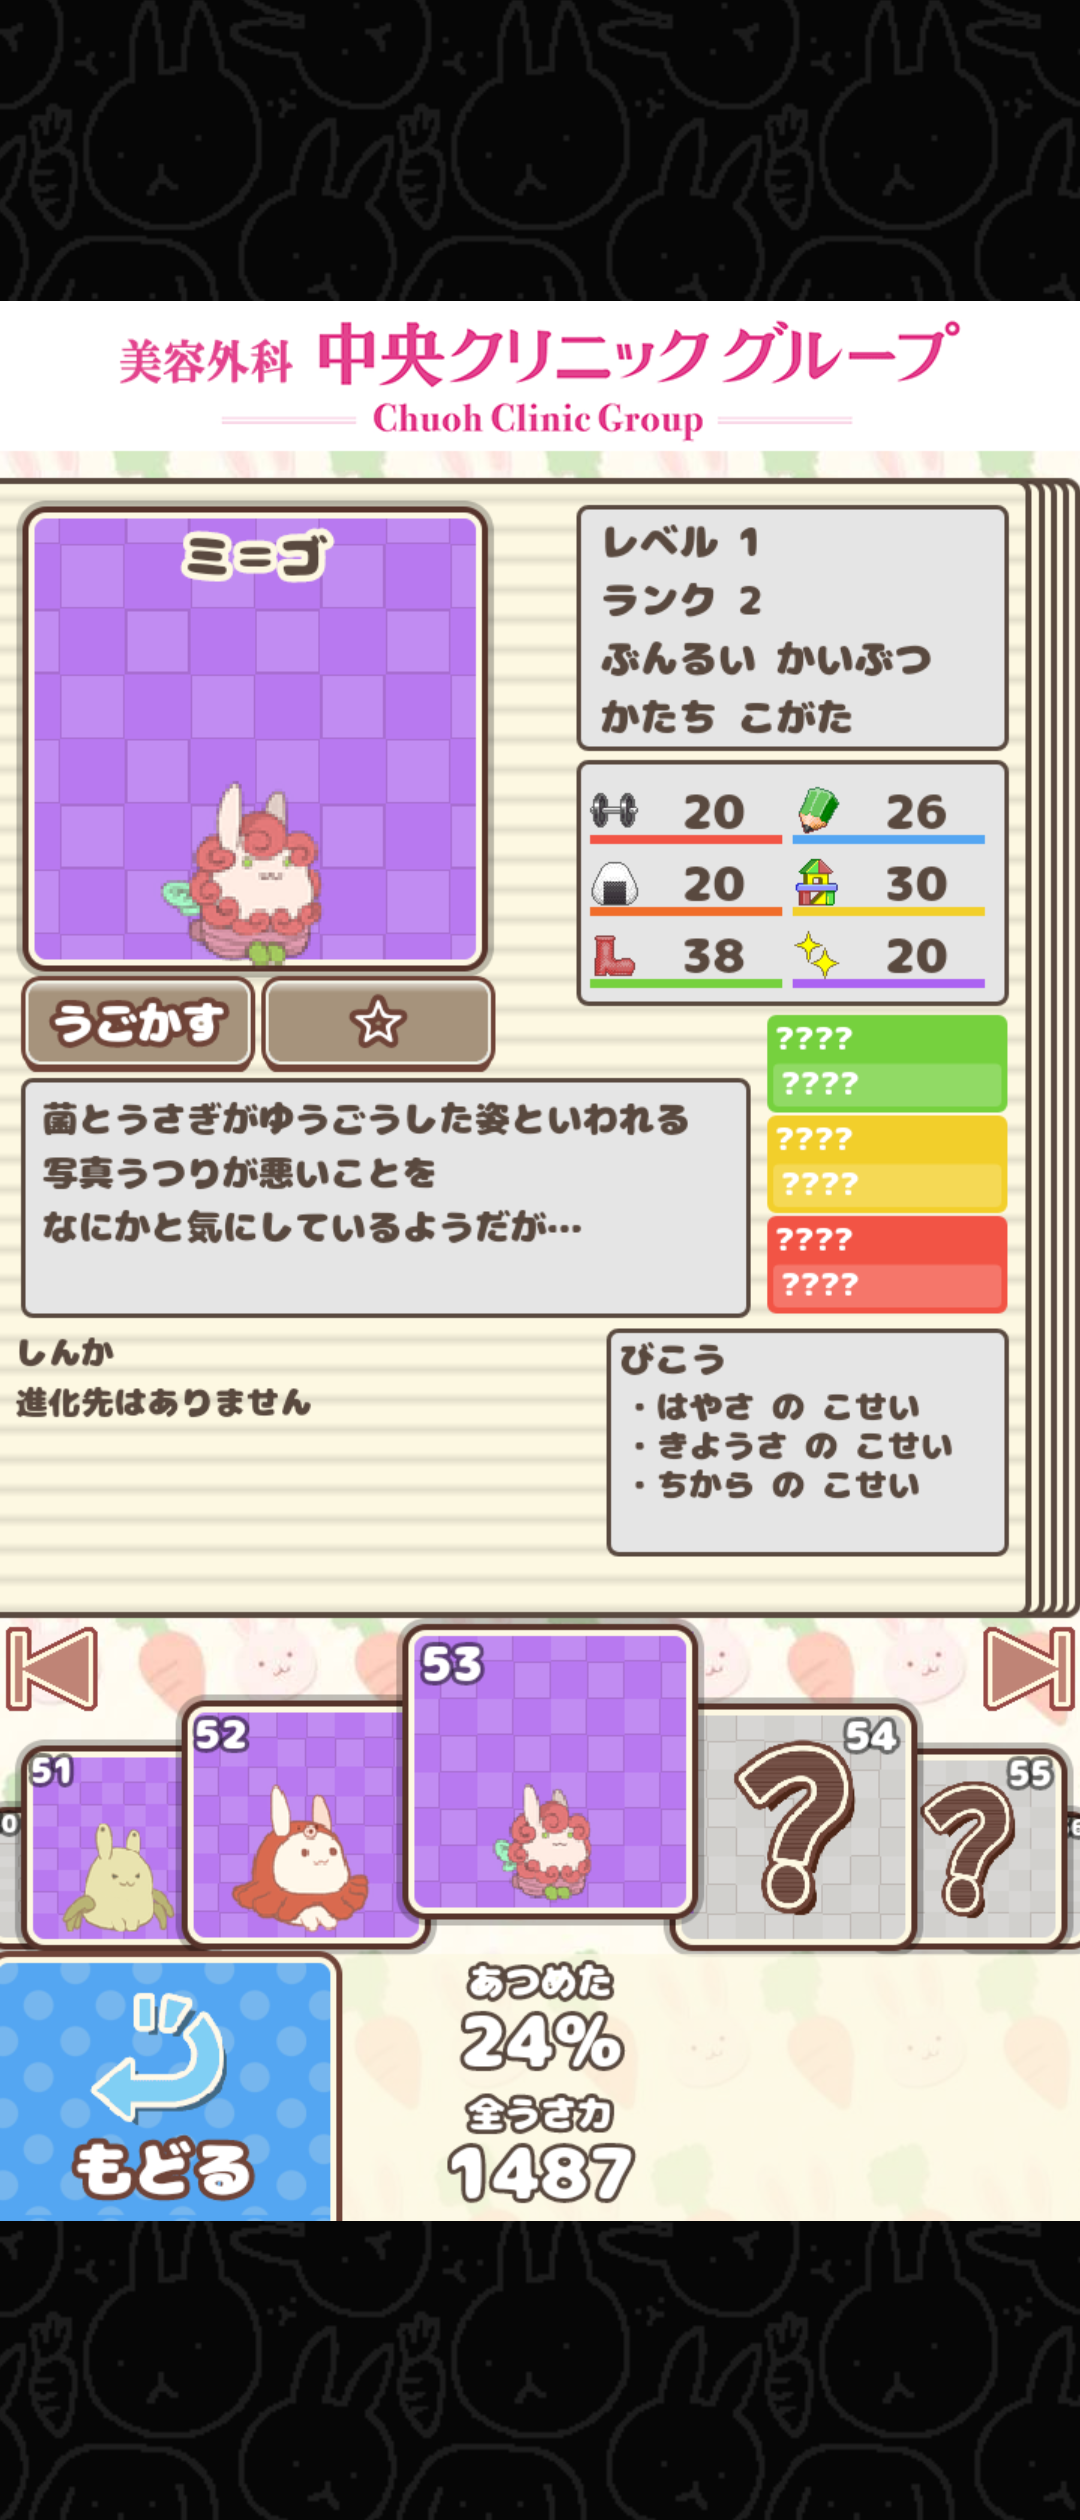 美容外科 中央クリニックグループ
Chuoh Clinic Group
ミ=ゴ
レベル 1
ランク 2
ぶんるい かいぶつ
かたち こがた
20 26
20 30
38 20
うごかす
????
????
????
????
????
????
菌とうさぎがゆうごうした姿といわれる
写真うつりが悪いことを
なにかと気にしているようだが…
しんか
進化先はありません
びこう
・はやさ の こせい
・きようさ の こせい
・ちから の こせい
51
52
53
54
55
もどる
あつめた
24%
全うさ力
1487